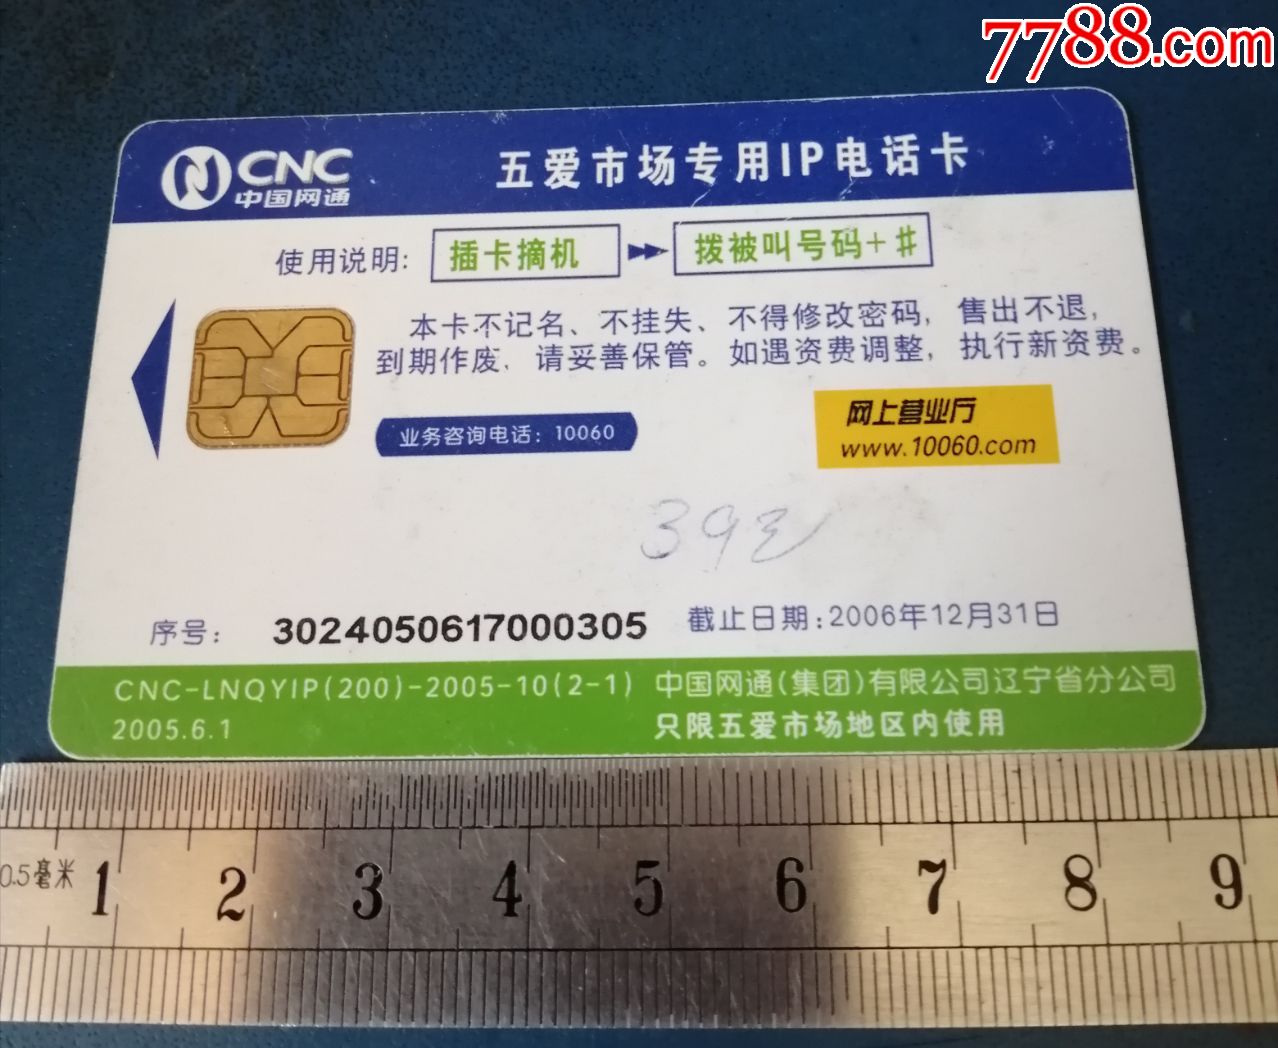 7788.com
CNC
中国网通
五爱市场专用IP电话卡
使用说明: 插卡摘机 拨被叫号码+#
本卡不记名、不挂失、不得修改密码, 售出不退,
到期作废, 请妥善保管。如遇资费调整, 执行新资费。
业务咨询电话: 10060
网上营业厅
www.10060.com
序号: 3024050617000305 截止日期:2006年12月31日
CNC-LNQYIP(200)-2005-10(2-1) 中国网通(集团)有限公司辽宁省分公司
2005.6.1 只限五爱市场地区内使用
0.5毫米 1 2 3 4 5 6 7 8 9